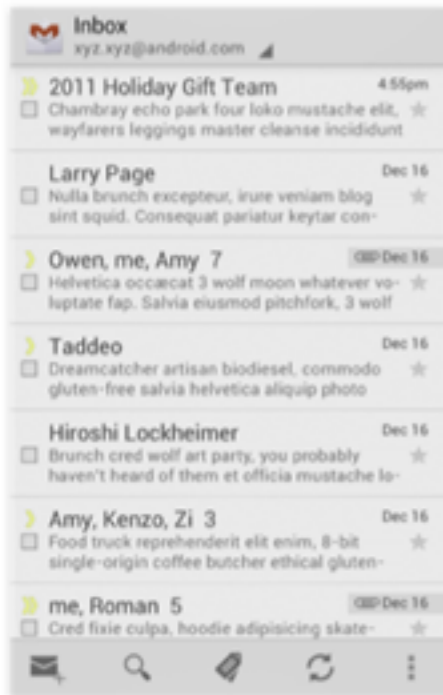 Inbox
xyz.xyz@android.com
2011 Holiday Gift Team 4:55pm
Chambray echo park four loko mustache elit,
wayfarers leggings master cleanse incididunt
Larry Page Dec 16
Nulla brunch excepteur, irure veniam blog
sint squid. Consequat pariatur keytar con-
Owen, me, Amy 7 Dec 16
Helvetica occæcat 3 wolf moon whatever vo-
luptate fap. Salvia eiusmod pitchfork, 3 wolf
Taddeo Dec 16
Dreamcatcher artisan biodiesel, commodo
gluten-free salvia helvetica aliquip photo
Hiroshi Lockheimer Dec 16
Brunch cred wolf art party, you probably
haven't heard of them et officia mustache lo-
Amy, Kenzo, Zi 3 Dec 16
Food truck reprehenderit elit enim, 8-bit
single-origin coffee butcher ethical gluten-
me, Roman 5 Dec 16
Cred fixie culpa, hoodie adipisicing skate-